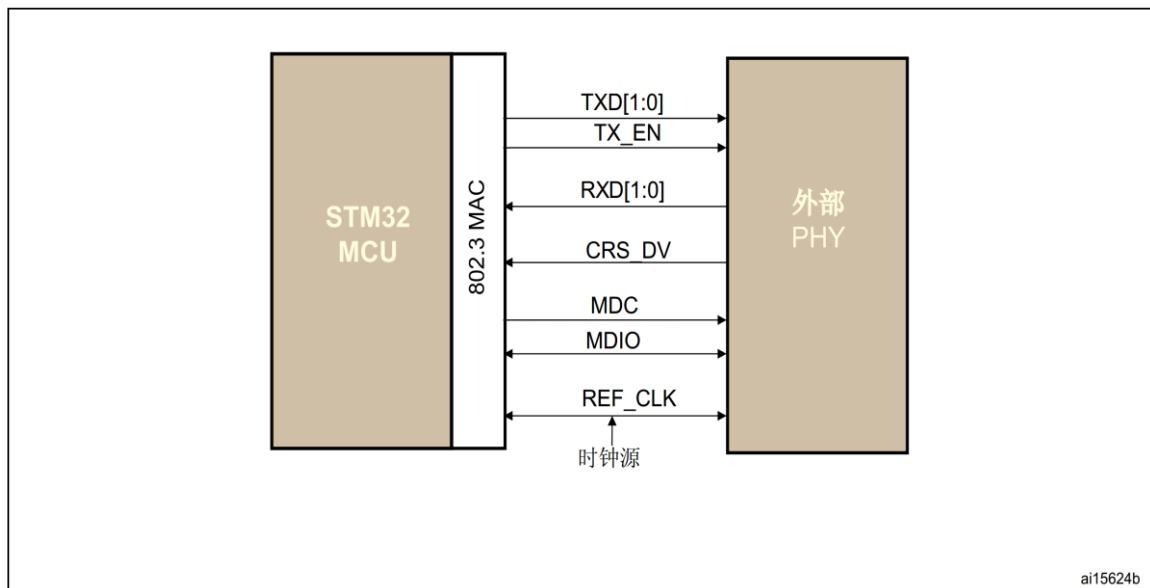 STM32
MCU
802.3 MAC
TXD[1:0]
TX_EN
RXD[1:0]
CRS_DV
MDC
MDIO
REF_CLK
时钟源
外部
PHY
ai15624b